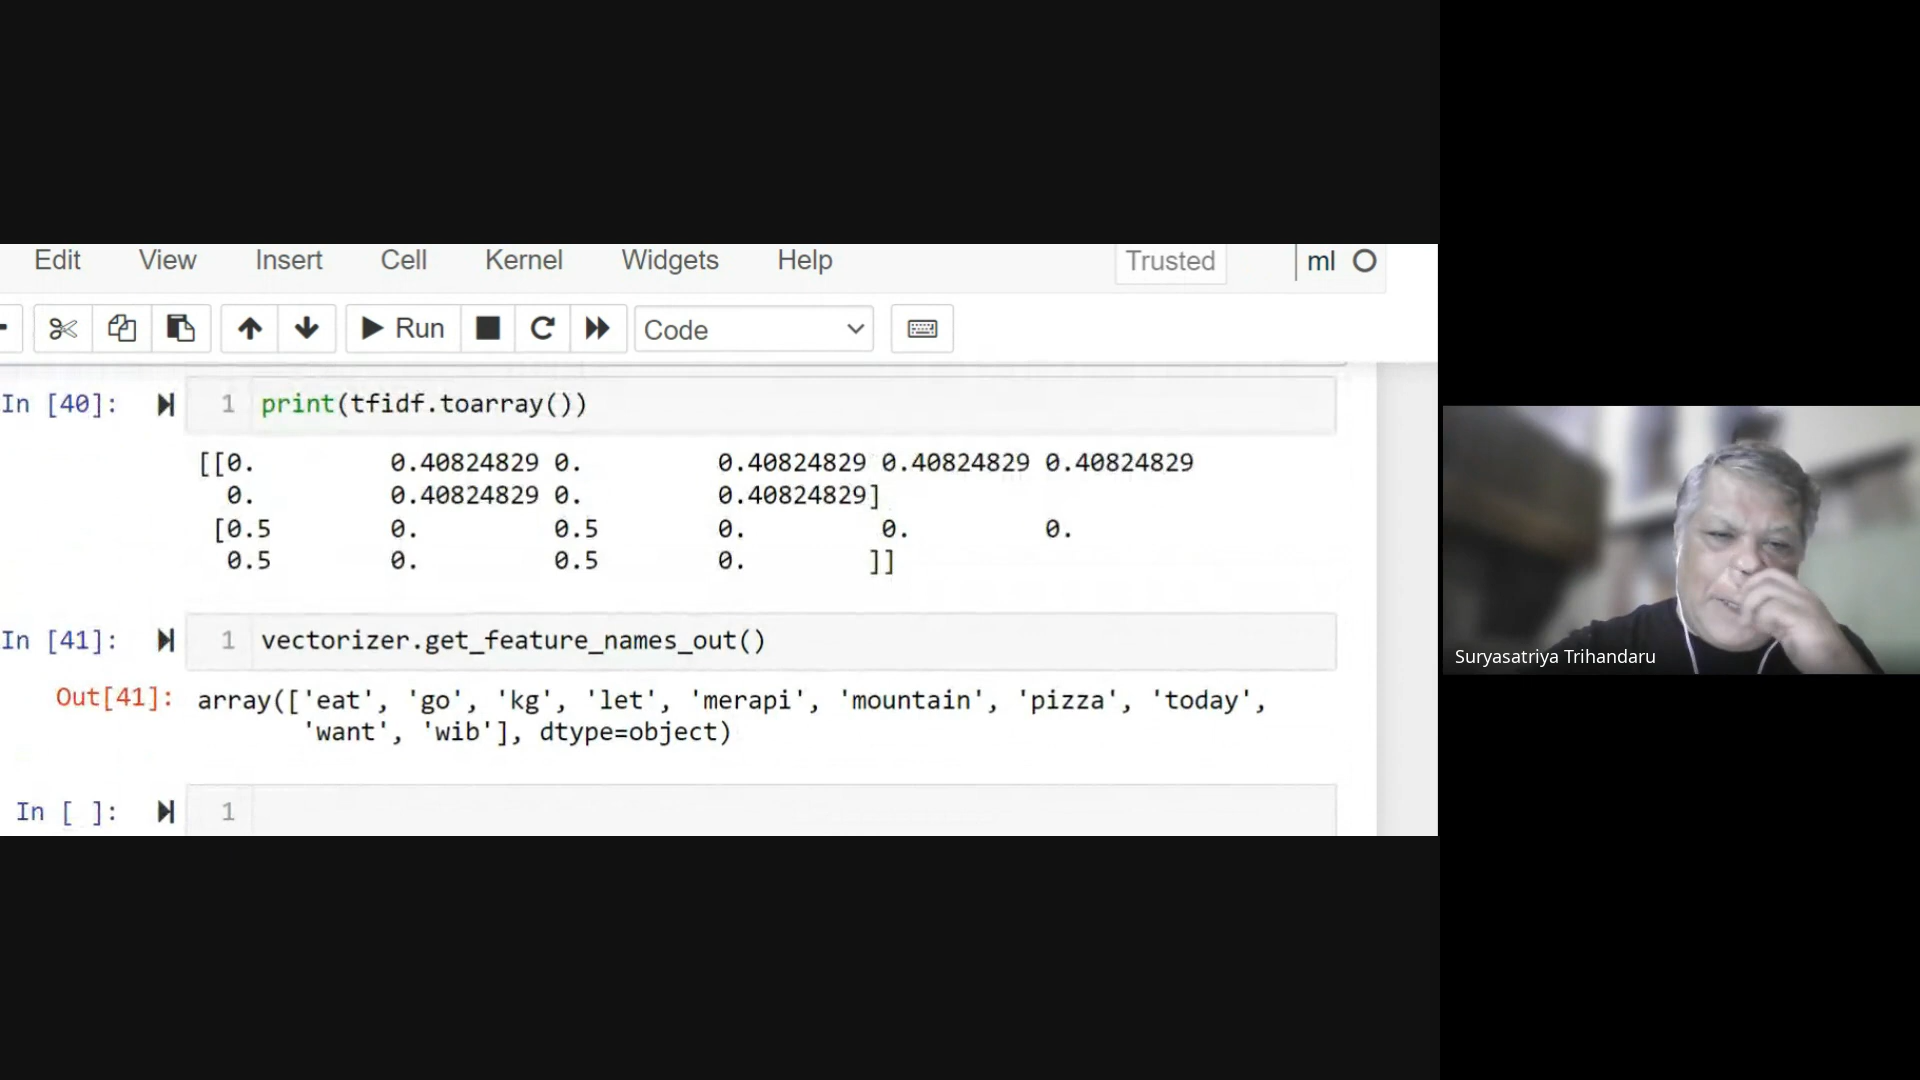 Edit View Insert Cell Kernel Widgets Help Trusted ml
Run Code
In [40]: 1 print(tfidf.toarray())
[[0. 0.40824829 0. 0.40824829 0.40824829 0.40824829
0. 0.40824829 0. 0.40824829]
[0.5 0. 0.5 0. 0. 0.
0.5 0. 0.5 0. ]]
In [41]: 1 vectorizer.get_feature_names_out()
Out[41]: array(['eat', 'go', 'kg', 'let', 'merapi', 'mountain', 'pizza', 'today',
'want', 'wib'], dtype=object)
In [ ]: 1
Suryasatriya Trihandaru